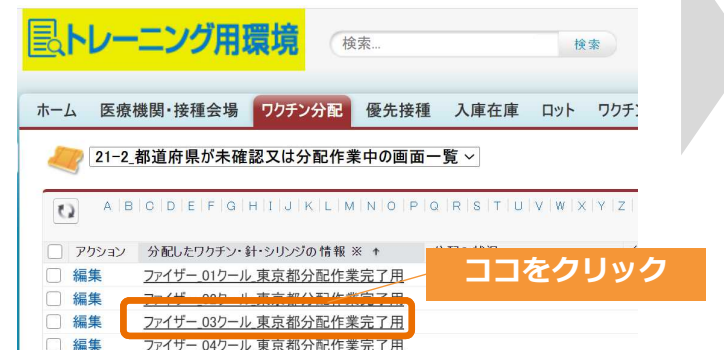 トレーニング用環境
検索...
検索
ホーム 医療機関・接種会場 ワクチン分配 優先接種 入庫在庫 ロット ワクチ
21-2_都道府県が未確認又は分配作業中の画面一覧
A | B | C | D | E | F | G | H | I | J | K | L | M | N | O | P | Q | R | S | T | U | V | W | X | Y | Z
アクション 分配したワクチン・針・シリンジの情報 ※ ↑
編集 ファイザー_01クール_東京都分配作業完了用
ココをクリック
編集
編集 ファイザー_03クール_東京都分配作業完了用
編集 ファイザー_04クール_東京都分配作業完了用